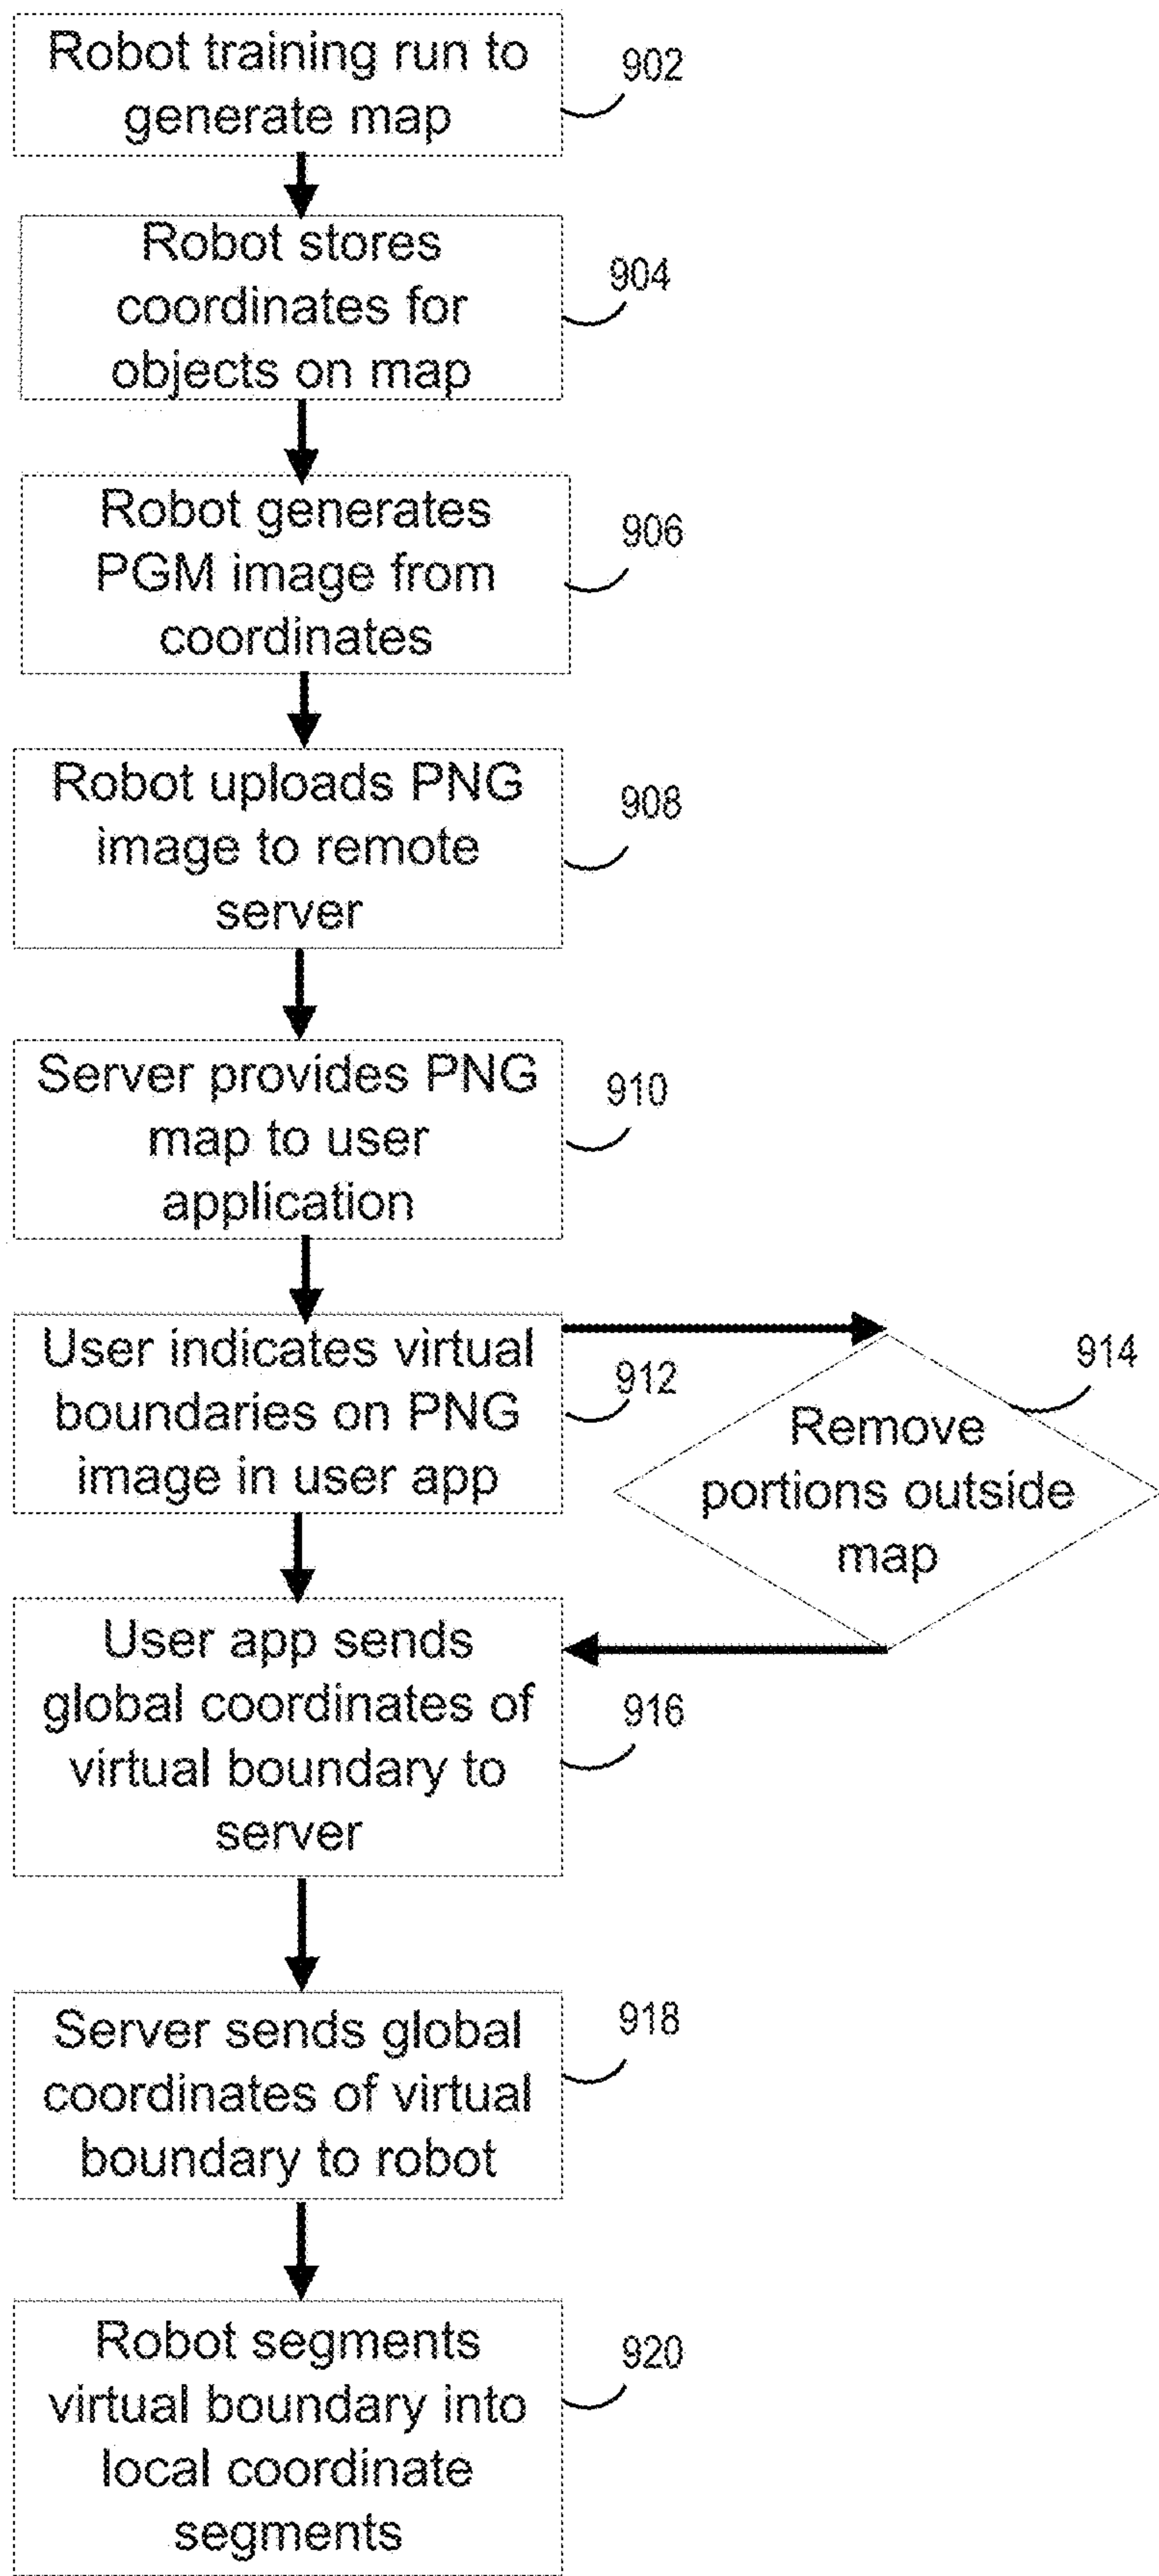 Robot training run to
generate map
902
Robot stores
coordinates for
objects on map
904
Robot generates
PGM image from
coordinates
906
Robot uploads PNG
image to remote
server
908
Server provides PNG
map to user
application
910
User indicates virtual
boundaries on PNG
image in user app
912
Remove
portions outside
map
914
User app sends
global coordinates of
virtual boundary to
server
916
Server sends global
coordinates of virtual
boundary to robot
918
Robot segments
virtual boundary into
local coordinate
segments
920